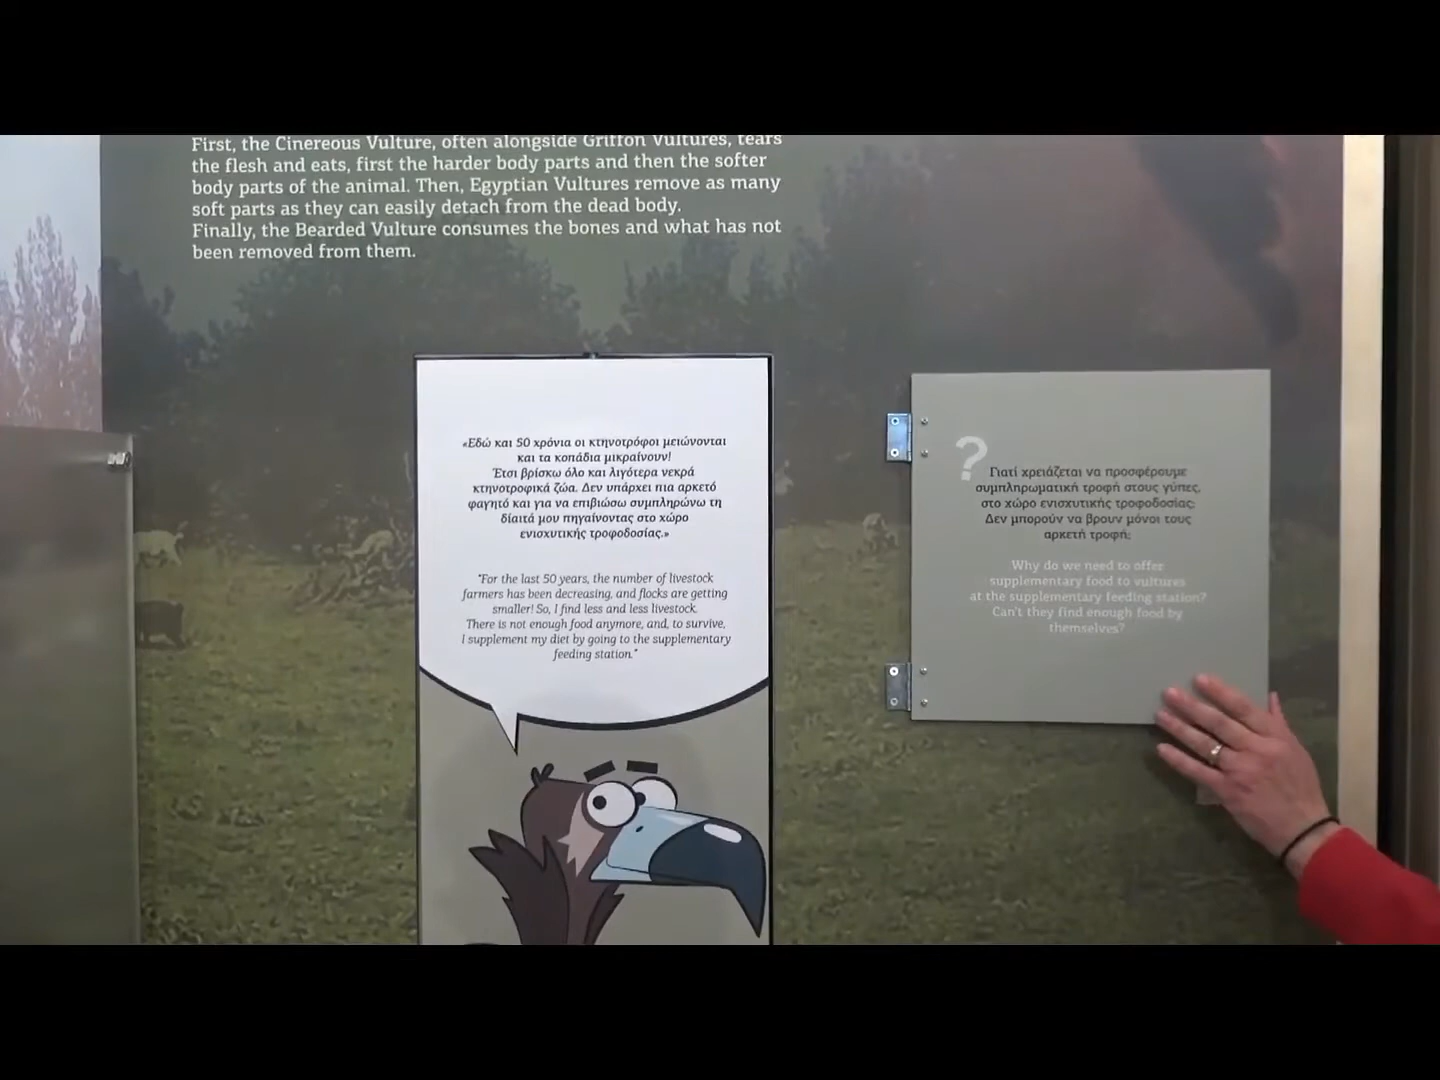 First, the Cinereous Vulture, often alongside Griffon Vultures, tears
the flesh and eats, first the harder body parts and then the softer
body parts of the animal. Then, Egyptian Vultures remove as many
soft parts as they can easily detach from the dead body.
Finally, the Bearded Vulture consumes the bones and what has not
been removed from them.
«Εδώ και 50 χρόνια οι κτηνοτρόφοι μειώνονται
και τα κοπάδια μικραίνουν!
Έτσι βρίσκω όλο και λιγότερα νεκρά
κτηνοτροφικά ζώα. Δεν υπάρχει πια αρκετό
φαγητό και για να επιβιώσω συμπληρώνω τη
δίαιτά μου πηγαίνοντας στο χώρο
ενισχυτικής τροφοδοσίας.»
"For the last 50 years, the number of livestock
farmers has been decreasing, and flocks are getting
smaller! So, I find less and less livestock.
There is not enough food anymore, and, to survive,
I supplement my diet by going to the supplementary
feeding station."
?
Γιατί χρειάζεται να προσφέρουμε
συμπληρωματική τροφή στους γύπες,
στο χώρο ενισχυτικής τροφοδοσίας;
Δεν μπορούν να βρουν μόνοι τους
αρκετή τροφή;
Why do we need to offer
supplementary food to vultures
at the supplementary feeding station?
Can't they find enough food by
themselves?